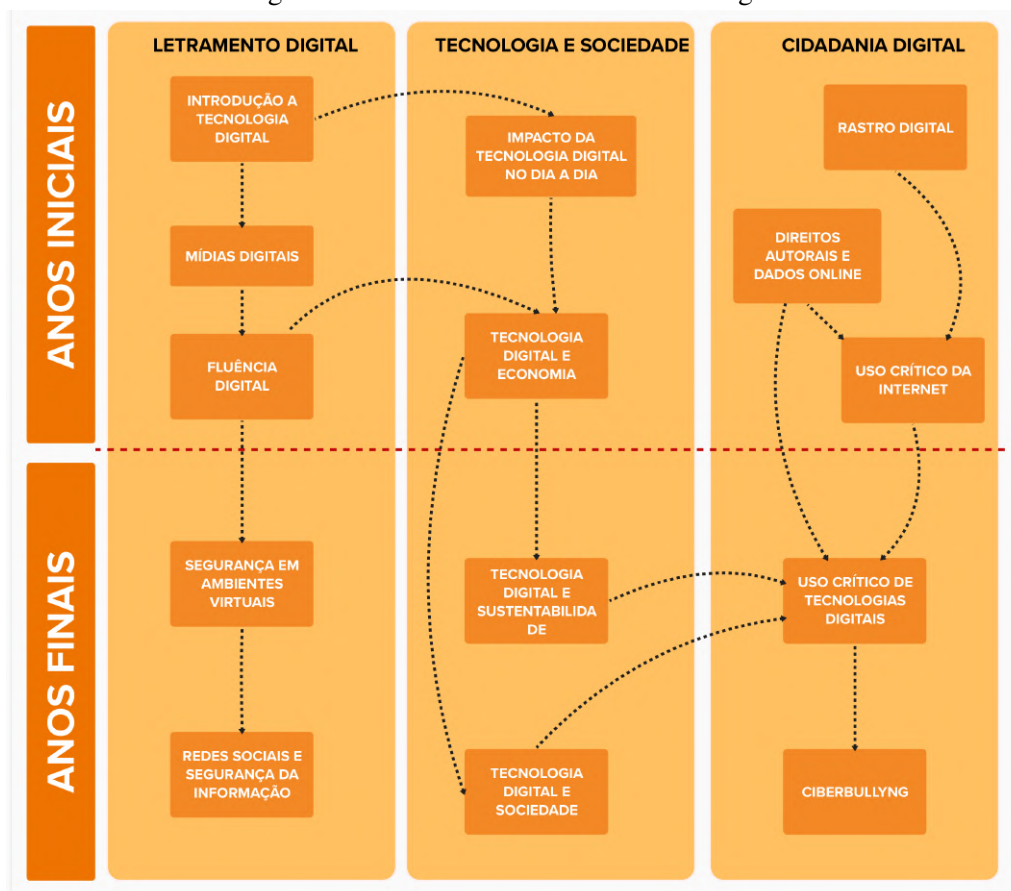 LETRAMENTO DIGITAL
TECNOLOGIA E SOCIEDADE
CIDADANIA DIGITAL
ANOS INICIAIS
INTRODUÇÃO A
TECNOLOGIA
DIGITAL
MÍDIAS DIGITAIS
FLUÊNCIA
DIGITAL
IMPACTO DA
TECNOLOGIA DIGITAL
NO DIA A DIA
TECNOLOGIA
DIGITAL E
ECONOMIA
RASTRO DIGITAL
DIREITOS
AUTORAIS E
DADOS ONLINE
USO CRÍTICO DA
INTERNET
ANOS FINAIS
SEGURANÇA EM
AMBIENTES
VIRTUAIS
REDES SOCIAIS E
SEGURANÇA DA
INFORMAÇÃO
TECNOLOGIA
DIGITAL E
SUSTENTABILIDA
DE
TECNOLOGIA
DIGITAL E
SOCIEDADE
USO CRÍTICO DE
TECNOLOGIAS
DIGITAIS
CIBERBULLYNG